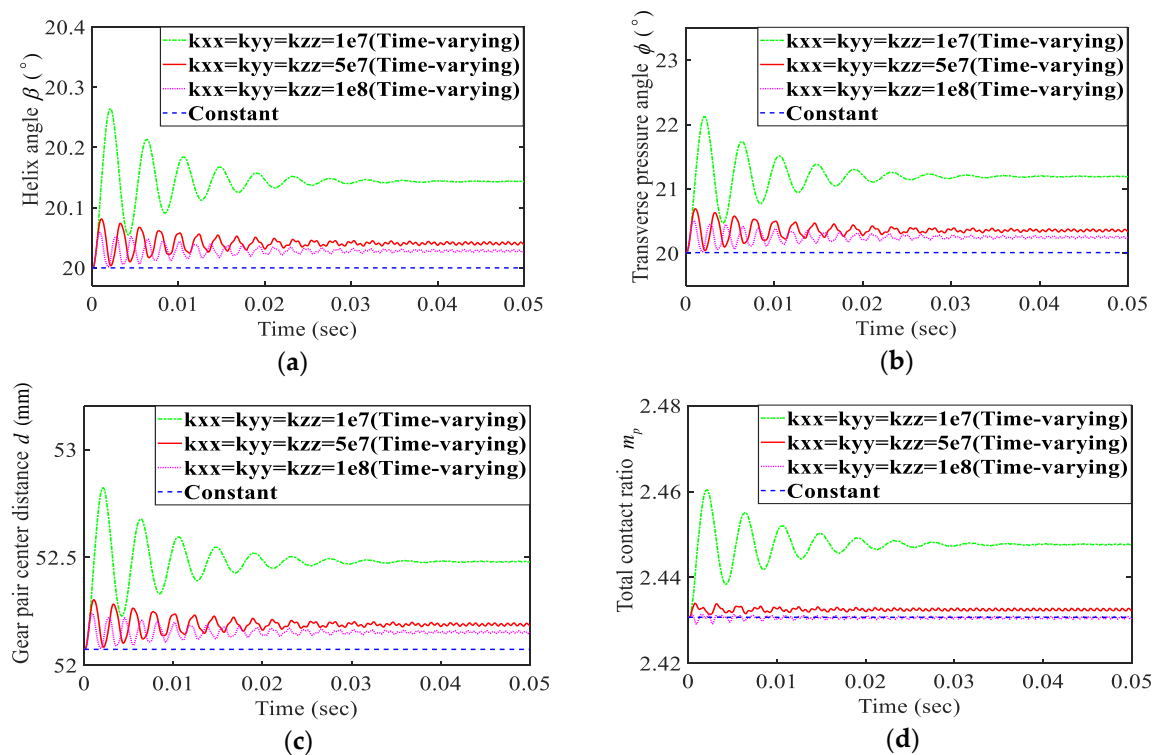 kxx=kyy=kzz=1e7(Time-varying)
kxx=kyy=kzz=5e7(Time-varying)
kxx=kyy=kzz=1e8(Time-varying)
Constant
Helix angle β (°)
20.4
20.3
20.2
20.1
20
0 0.01 0.02 0.03 0.04 0.05
Time (sec)
(a)
kxx=kyy=kzz=1e7(Time-varying)
kxx=kyy=kzz=5e7(Time-varying)
kxx=kyy=kzz=1e8(Time-varying)
Constant
Transverse pressure angle ϕ (°)
23
22
21
20
0 0.01 0.02 0.03 0.04 0.05
Time (sec)
(b)
kxx=kyy=kzz=1e7(Time-varying)
kxx=kyy=kzz=5e7(Time-varying)
kxx=kyy=kzz=1e8(Time-varying)
Constant
Gear pair center distance d (mm)
53
52.5
52
0 0.01 0.02 0.03 0.04 0.05
Time (sec)
(c)
kxx=kyy=kzz=1e7(Time-varying)
kxx=kyy=kzz=5e7(Time-varying)
kxx=kyy=kzz=1e8(Time-varying)
Constant
Total contact ratio mp
2.48
2.46
2.44
2.42
0 0.01 0.02 0.03 0.04 0.05
Time (sec)
(d)